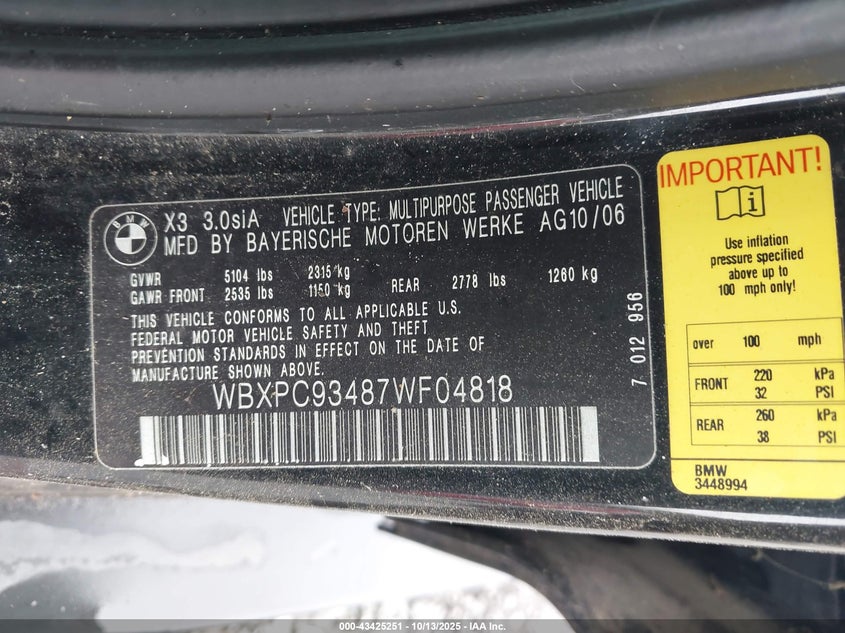 BMW
X3 3.0siA VEHICLE TYPE: MULTIPURPOSE PASSENGER VEHICLE
MFD BY BAYERISCHE MOTOREN WERKE AG10/06
GVWR 5104 lbs 2315 kg
GAWR FRONT 2535 lbs 1150 kg REAR 2778 lbs 1260 kg
THIS VEHICLE CONFORMS TO ALL APPLICABLE U.S.
FEDERAL MOTOR VEHICLE SAFETY AND THEFT
PREVENTION STANDARDS IN EFFECT ON THE DATE OF
MANUFACTURE SHOWN ABOVE.
WBXPC93487WF04818
7 012 956
IMPORTANT!
i
Use inflation
pressure specified
above up to
100 mph only!
over 100 mph
FRONT 220 kPa
32 PSI
REAR 260 kPa
38 PSI
BMW
3448994
000-43425251 - 10/13/2025 - IAA Inc.